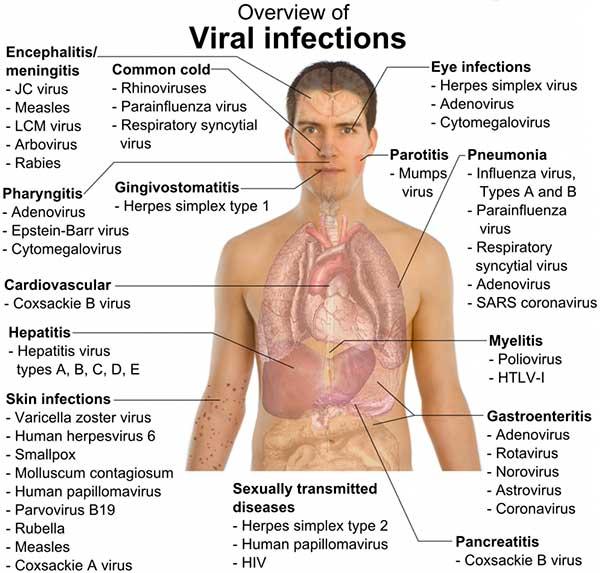 Overview of
Viral infections
Encephalitis/
meningitis
- JC virus
- Measles
- LCM virus
- Arbovirus
- Rabies
Common cold
- Rhinoviruses
- Parainfluenza virus
- Respiratory syncytial
virus
Eye infections
- Herpes simplex virus
- Adenovirus
- Cytomegalovirus
Pharyngitis
- Adenovirus
- Epstein-Barr virus
- Cytomegalovirus
Gingivostomatitis
- Herpes simplex type 1
Parotitis
- Mumps
virus
Pneumonia
- Influenza virus,
Types A and B
- Parainfluenza
virus
- Respiratory
syncytial virus
- Adenovirus
- SARS coronavirus
Cardiovascular
- Coxsackie B virus
Hepatitis
- Hepatitis virus
types A, B, C, D, E
Myelitis
- Poliovirus
- HTLV-I
Skin infections
- Varicella zoster virus
- Human herpesvirus 6
- Smallpox
- Molluscum contagiosum
- Human papillomavirus
- Parvovirus B19
- Rubella
- Measles
- Coxsackie A virus
Gastroenteritis
- Adenovirus
- Rotavirus
- Norovirus
- Astrovirus
- Coronavirus
Sexually transmitted
diseases
- Herpes simplex type 2
- Human papillomavirus
- HIV
Pancreatitis
- Coxsackie B virus